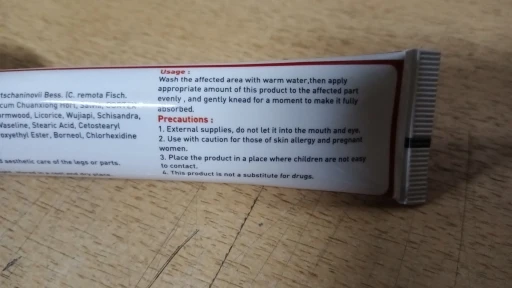 Usage :
Wash the affected area with warm water,then apply
appropriate amount of this product to the affected part
evenly , and gently knead for a moment to make it fully
absorbed.
Precautions :
1. External supplies, do not let it into the mouth and eye.
2. Use with caution for those of skin allergy and pregnant
women.
3. Place the product in a place where children are not easy
to contact.
4. This product is not a substitute for drugs.
tschaninovii Bess. (C. remota Fisch.
cum Chuanxiong Hort,
ormwood, Licorice, Wujiapi, Schisandra,
Vaseline, Stearic Acid, Cetostearyl
oxyethyl Ester, Borneol, Chlorhexidine
aesthetic care of the legs or parts.